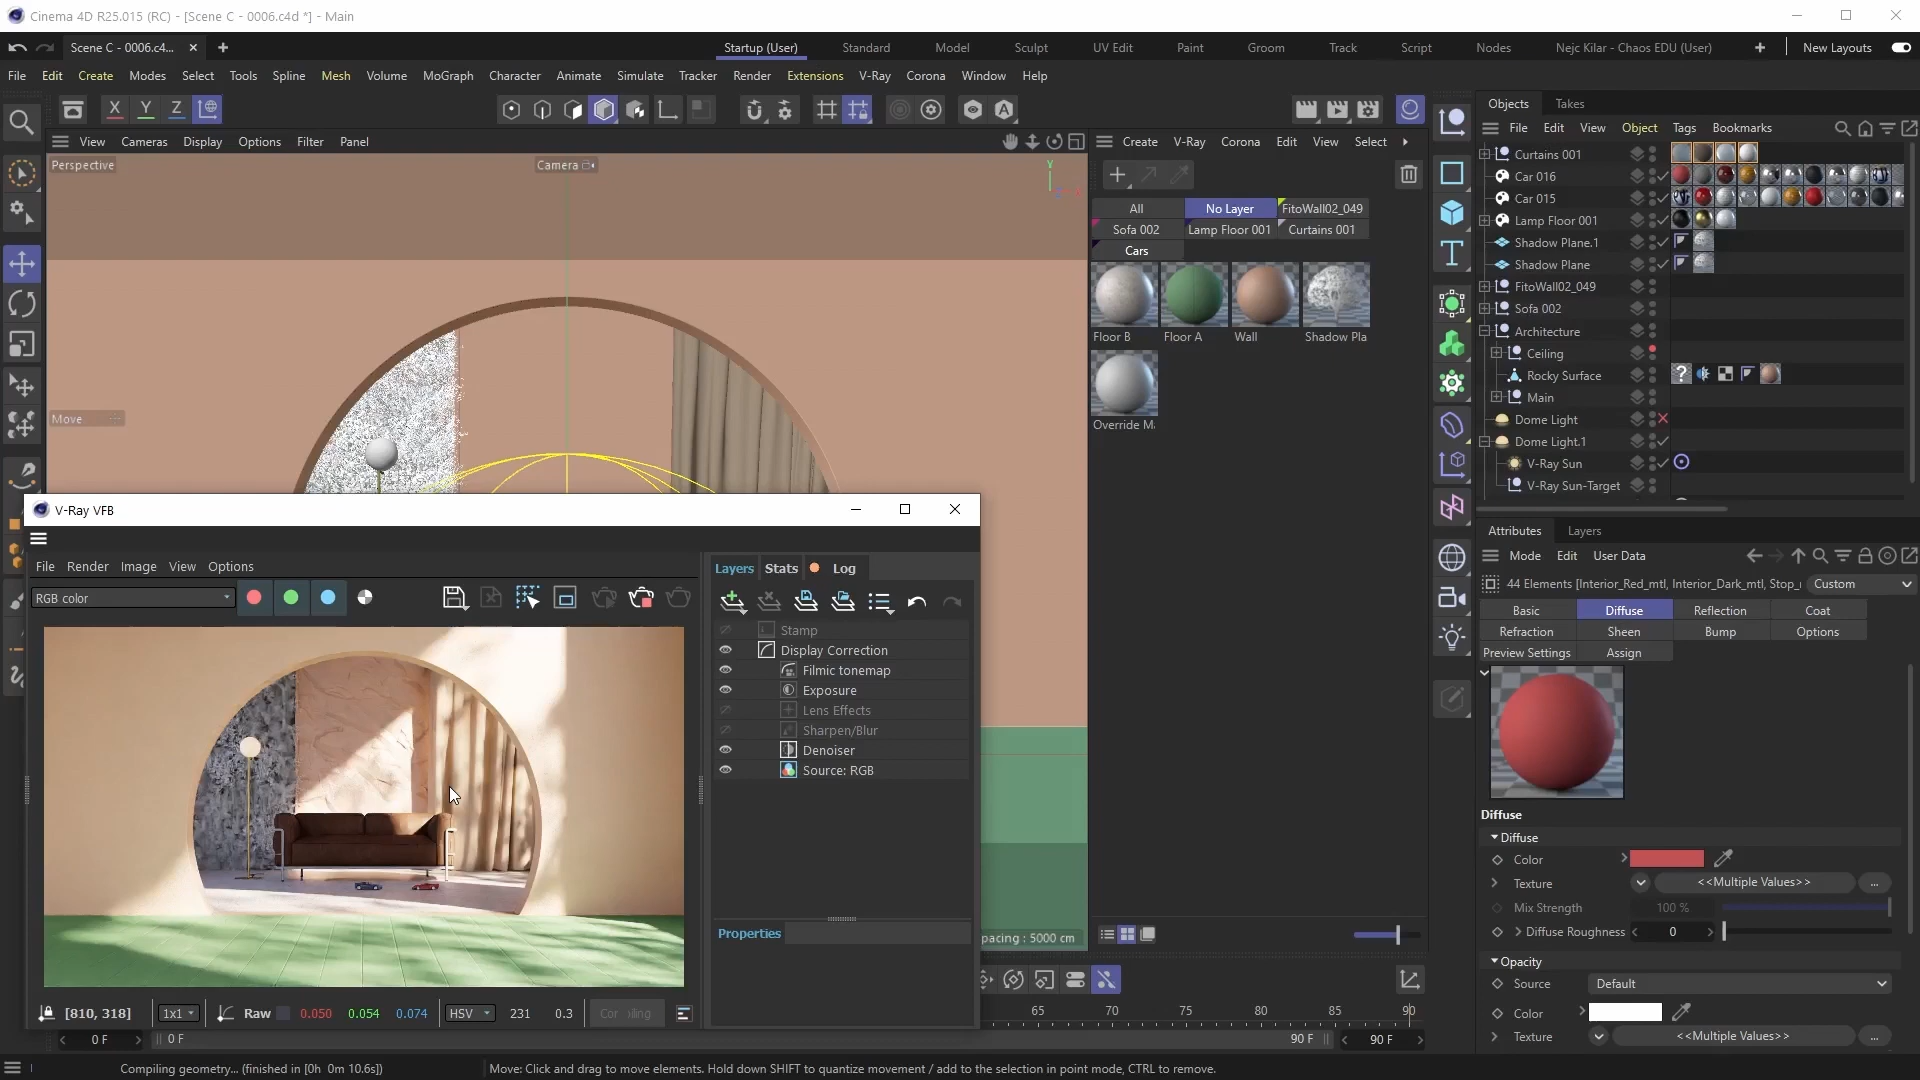 Cinema 4D R25.015 (RC) - [Scene C - 0006.c4d *] - Main
Scene C - 0006.c4... × +
Startup (User) Standard Model Sculpt UV Edit Paint Groom Track Script Nodes Nejc Kilar - Chaos EDU (User) + New Layouts
File Edit Create Modes Select Tools Spline Mesh Volume MoGraph Character Animate Simulate Tracker Render Extensions V-Ray Corona Window Help
X Y Z
View Cameras Display Options Filter Panel
Create V-Ray Corona Edit View Select
Perspective
Camera
Y
Move
All No Layer FitoWall02_049
Sofa 002 Lamp Floor 001 Curtains 001
Cars
Floor B Floor A Wall Shadow Pla
Override M
Objects Takes
File Edit View Object Tags Bookmarks
Curtains 001
Car 016
Car 015
Lamp Floor 001
Shadow Plane.1
Shadow Plane
FitoWall02_049
Sofa 002
Architecture
Ceiling
Rocky Surface
Main
Dome Light
Dome Light.1
V-Ray Sun
V-Ray Sun-Target
V-Ray VFB
File Render Image View Options
RGB color
Layers Stats Log
Stamp
Display Correction
Filmic tonemap
Exposure
Lens Effects
Sharpen/Blur
Denoiser
Source: RGB
Properties
[810, 318] 1x1 Raw 0.050 0.054 0.074 HSV 231 0.3
pacing : 5000 cm
65 70 75 80 85 90
0 F 0 F 90 F 90 F
Attributes Layers
Mode Edit User Data
44 Elements [Interior_Red_mtl, Interior_Dark_mtl, Stop_ Custom
Basic Diffuse Reflection Coat
Refraction Sheen Bump Options
Preview Settings Assign
Diffuse
Diffuse
Color
Texture <<Multiple Values>> ...
Mix Strength 100 %
Diffuse Roughness 0
Opacity
Source Default
Color
Texture <<Multiple Values>> ...
Compiling geometry... (finished in [0h 0m 10.6s])
Move: Click and drag to move elements. Hold down SHIFT to quantize movement / add to the selection in point mode, CTRL to remove.